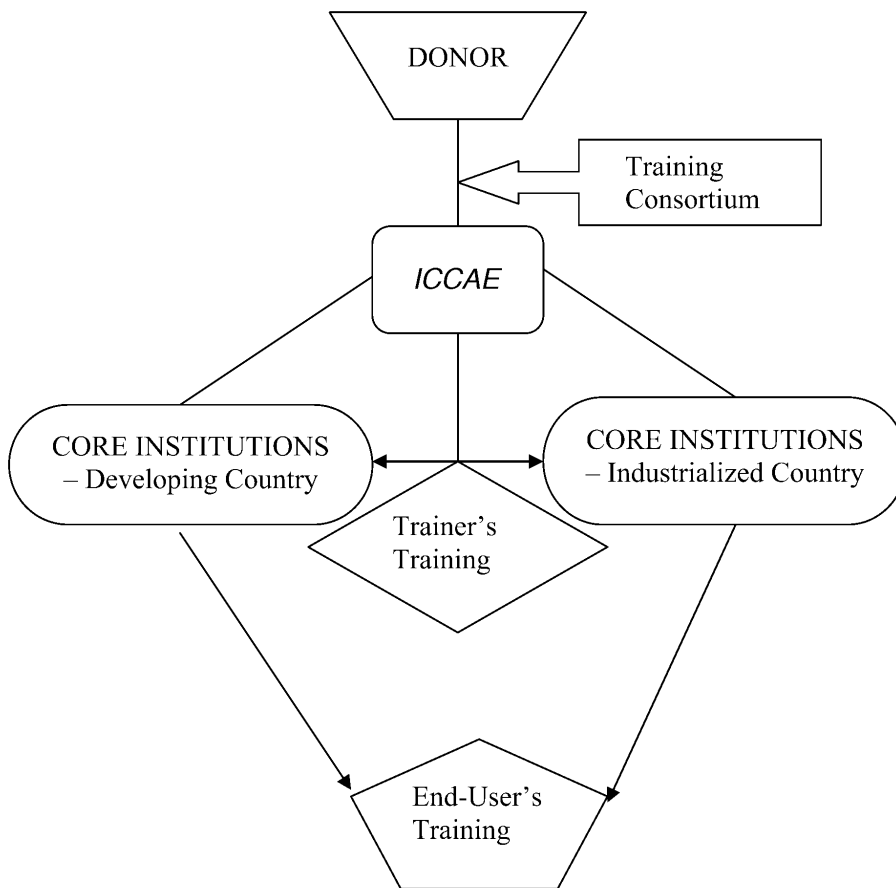 DONOR
Training
Consortium
ICCAE
CORE INSTITUTIONS
– Developing Country
CORE INSTITUTIONS
– Industrialized Country
Trainer’s
Training
End-User’s
Training